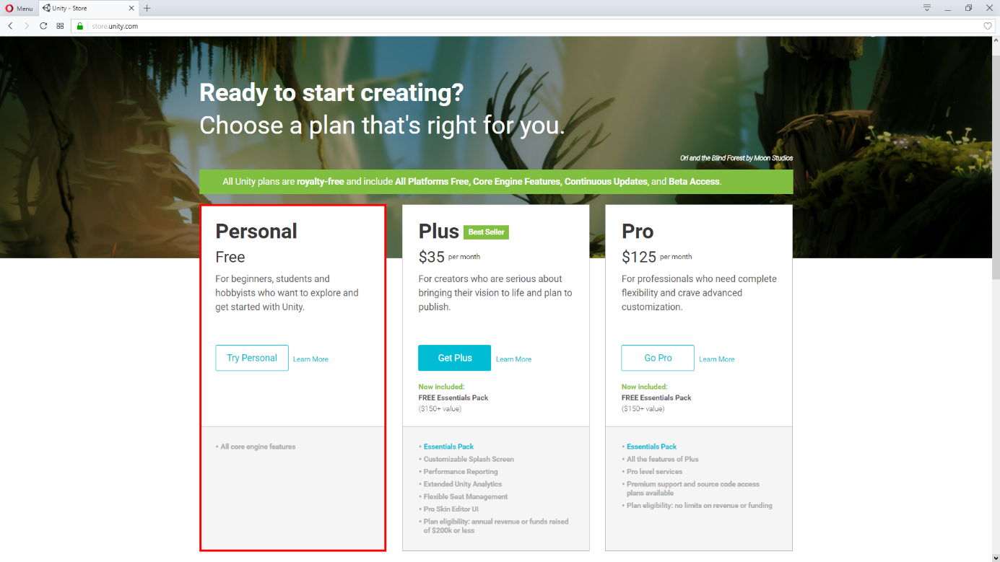 Menu
Unity - Store
store.unity.com
Ready to start creating?
Choose a plan that's right for you.
Ori and the Blind Forest by Moon Studios
All Unity plans are royalty-free and include All Platforms Free, Core Engine Features, Continuous Updates, and Beta Access.
Personal
Free
For beginners, students and
hobbyists who want to explore and
get started with Unity.
Try Personal Learn More
• All core engine features
Plus Best Seller
$35 per month
For creators who are serious about
bringing their vision to life and plan to
publish.
Get Plus Learn More
Now included:
FREE Essentials Pack
($150+ value)
• Essentials Pack
• Customizable Splash Screen
• Performance Reporting
• Extended Unity Analytics
• Flexible Seat Management
• Pro Skin Editor UI
• Plan eligibility: annual revenue or funds raised
of $200k or less
Pro
$125 per month
For professionals who need complete
flexibility and crave advanced
customization.
Go Pro Learn More
Now included:
FREE Essentials Pack
($150+ value)
• Essentials Pack
• All the features of Plus
• Pro level services
• Premium support and source code access
plans available
• Plan eligibility: no limits on revenue or funding